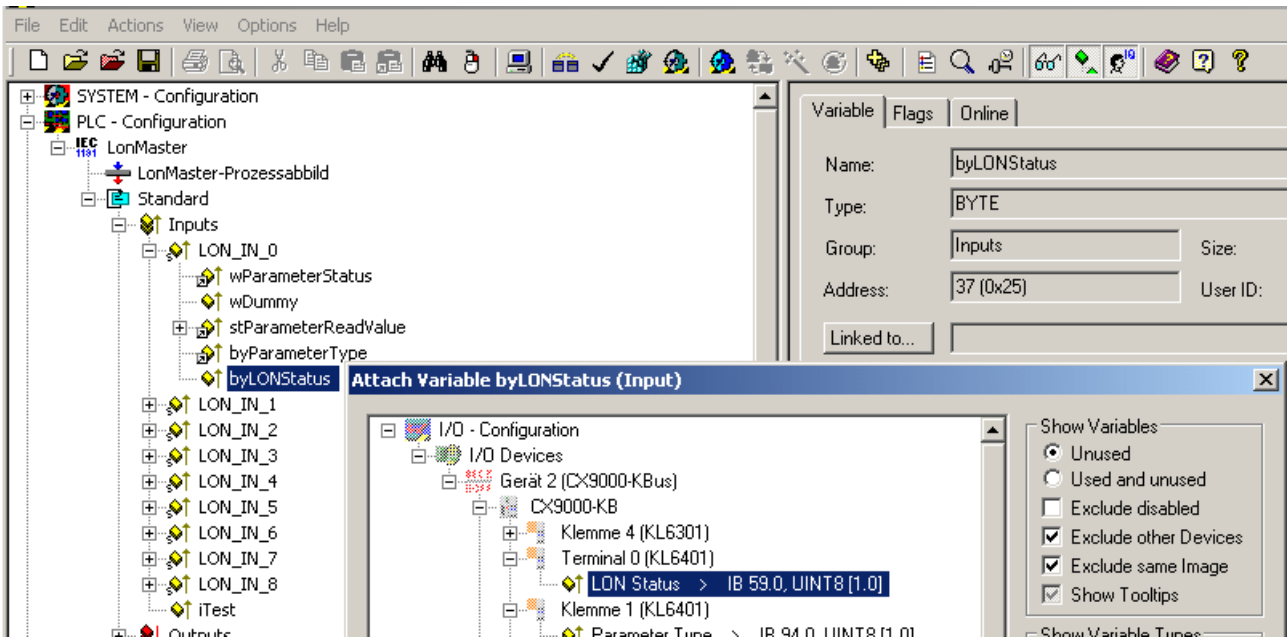 File Edit Actions View Options Help
SYSTEM - Configuration
PLC - Configuration
IEC 1131 LonMaster
LonMaster-Prozessabbild
Standard
Inputs
LON_IN_0
wParameterStatus
wDummy
stParameterReadValue
byParameterType
byLONStatus
LON_IN_1
LON_IN_2
LON_IN_3
LON_IN_4
LON_IN_5
LON_IN_6
LON_IN_7
LON_IN_8
iTest
Outputs
Variable Flags Online
Name: byLONStatus
Type: BYTE
Group: Inputs Size:
Address: 37 (0x25) User ID:
Linked to...
Attach Variable byLONStatus (Input)
I/O - Configuration
I/O Devices
Gerät 2 (CX9000-KBus)
CX9000-KB
Klemme 4 (KL6301)
Terminal 0 (KL6401)
LON Status > IB 59.0, UINT8 [1.0]
Klemme 1 (KL6401)
Parameter Type > IB 94.0, UINT8 [1.0]
Show Variables
Unused
Used and unused
Exclude disabled
Exclude other Devices
Exclude same Image
Show Tooltips
Show Variable Types